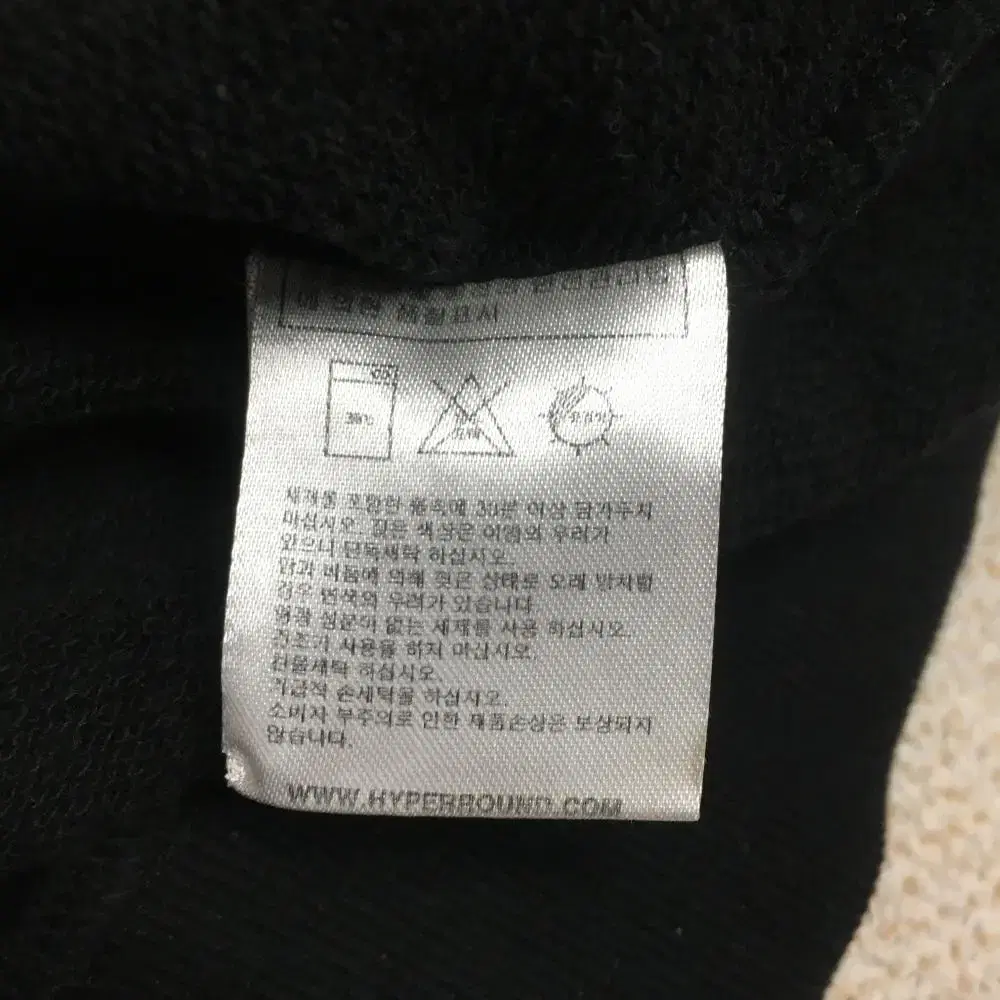 에 의한 품질표시
30℃
세제를 포함한 물속에 30분 이상 담가두지
마십시오. 짙은 색상은 이염의 우려가
있으니 단독세탁 하십시오.
땀과 비등에 의해 젖은 상태로 오래 방치할
경우 변색의 우려가 있습니다.
형광 성분이 없는 세제를 사용 하십시오.
건조기 사용을 하지 마십시오.
찬물세탁 하십시오.
가급적 손세탁을 하십시오.
소비자 부주의로 인한 제품손상은 보상되지
않습니다.
WWW.HYPERROUND.COM